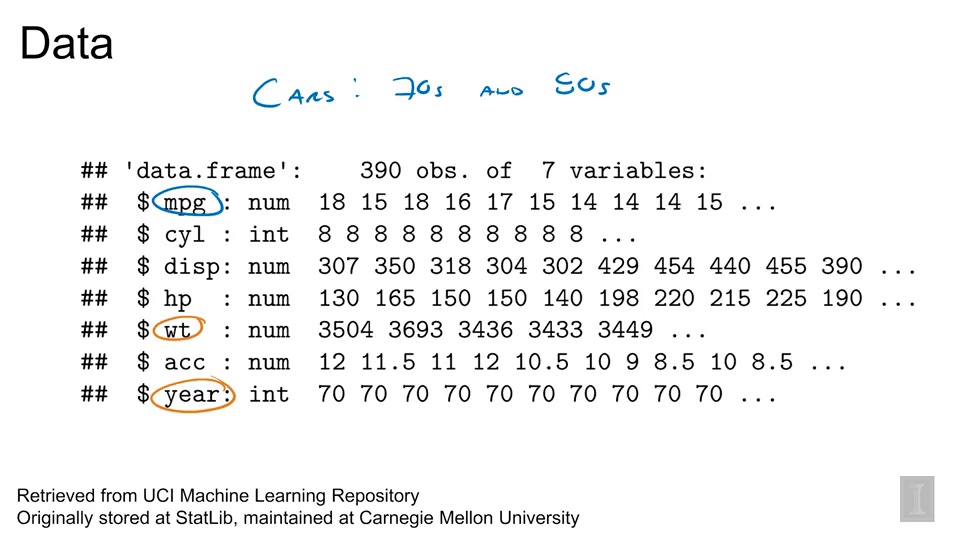 Data
CARS: 70s AND 80s
## 'data.frame':    390 obs. of  7 variables:
##  $ mpg : num  18 15 18 16 17 15 14 14 14 15 ...
##  $ cyl : int  8 8 8 8 8 8 8 8 8 8 ...
##  $ disp: num  307 350 318 304 302 429 454 440 455 390 ...
##  $ hp  : num  130 165 150 150 140 198 220 215 225 190 ...
##  $ wt  : num  3504 3693 3436 3433 3449 ...
##  $ acc : num  12 11.5 11 12 10.5 10 9 8.5 10 8.5 ...
##  $ year: int  70 70 70 70 70 70 70 70 70 70 ...
Retrieved from UCI Machine Learning Repository
Originally stored at StatLib, maintained at Carnegie Mellon University
I